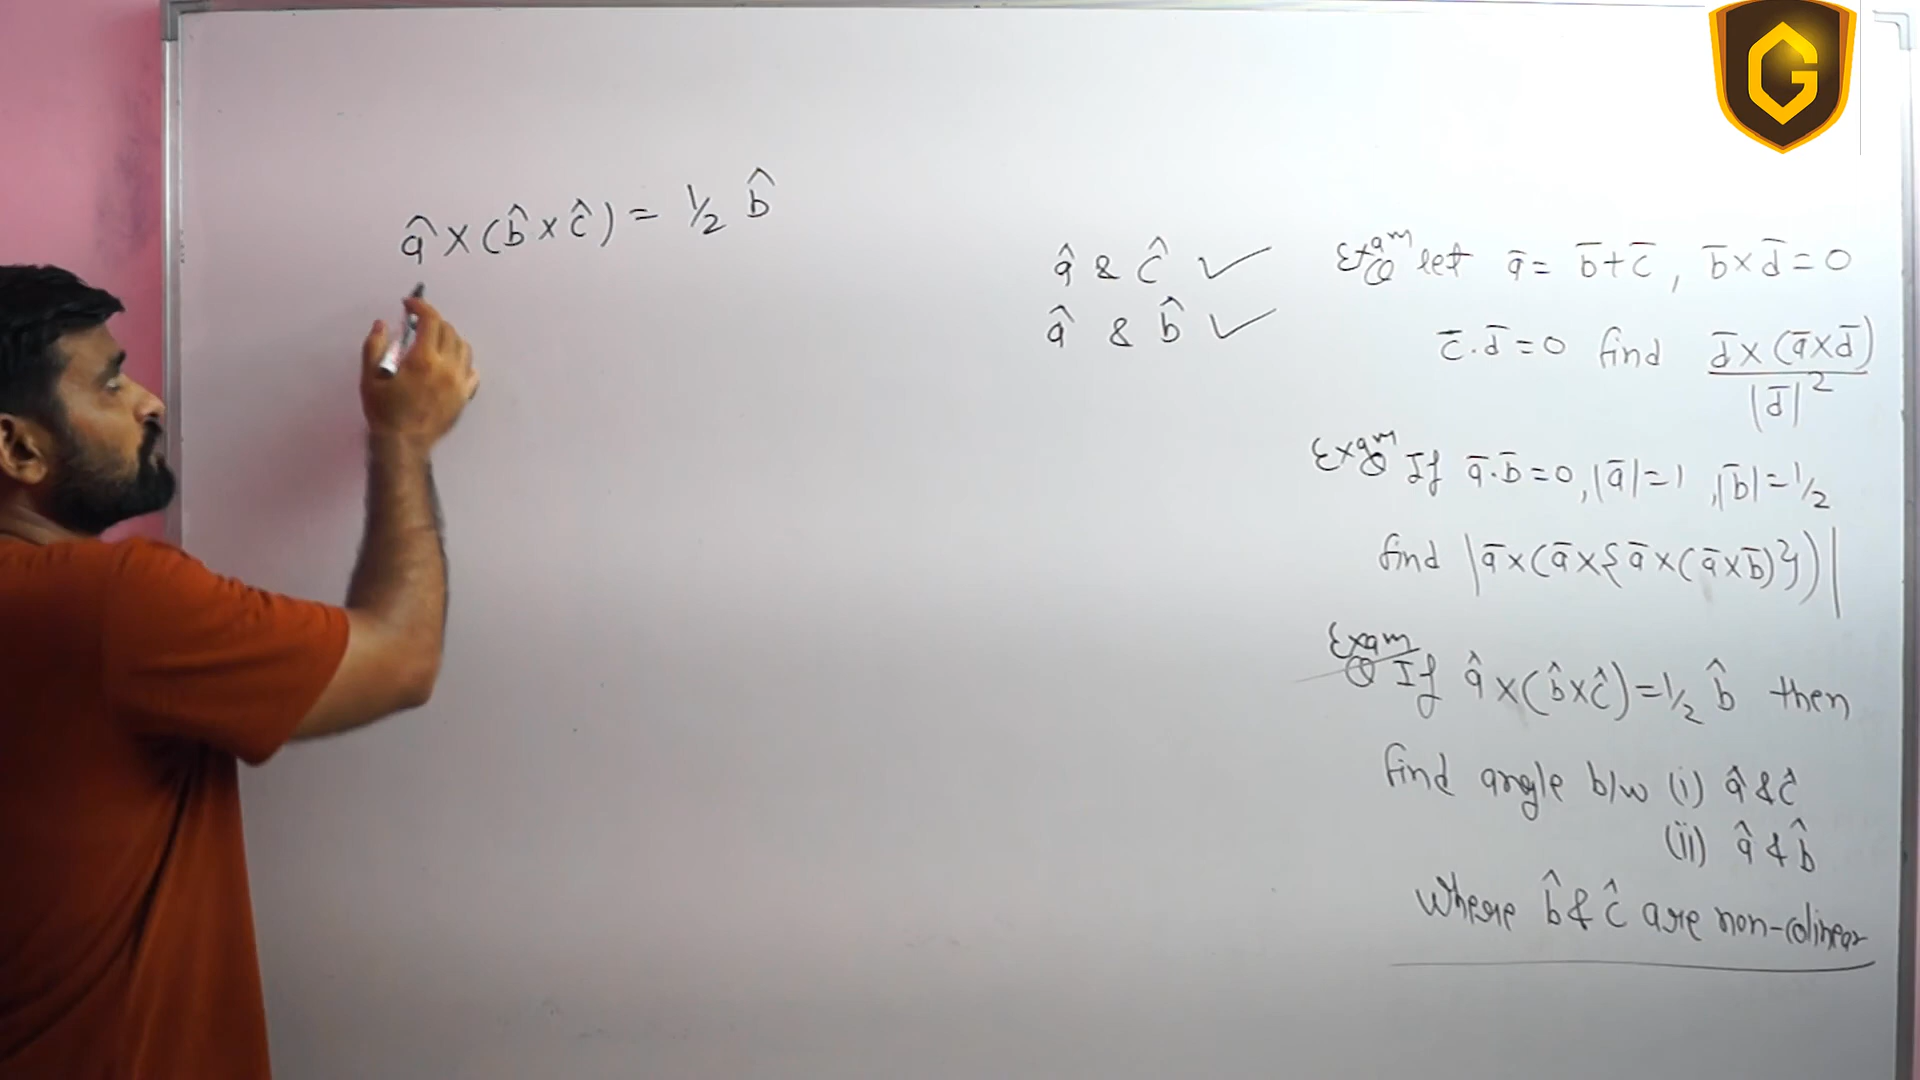 â × (b̂ × ĉ) = ½ b̂
â & ĉ ✓
â & b̂ ✓
Exam Q let ā = b̄ + c̄, b̄ × d̄ = 0
c̄ . d̄ = 0 find d̄ × (ā × d̄) / |d̄|²
Exam Q If ā . b̄ = 0, |ā| = 1, |b̄| = ½
find |ā × (ā × {ā × (ā × b̄)})|
Exam Q If â × (b̂ × ĉ) = ½ b̂ then
find angle b/w (i) â & ĉ
(ii) â & b̂
where b̂ & ĉ are non-colinear
G